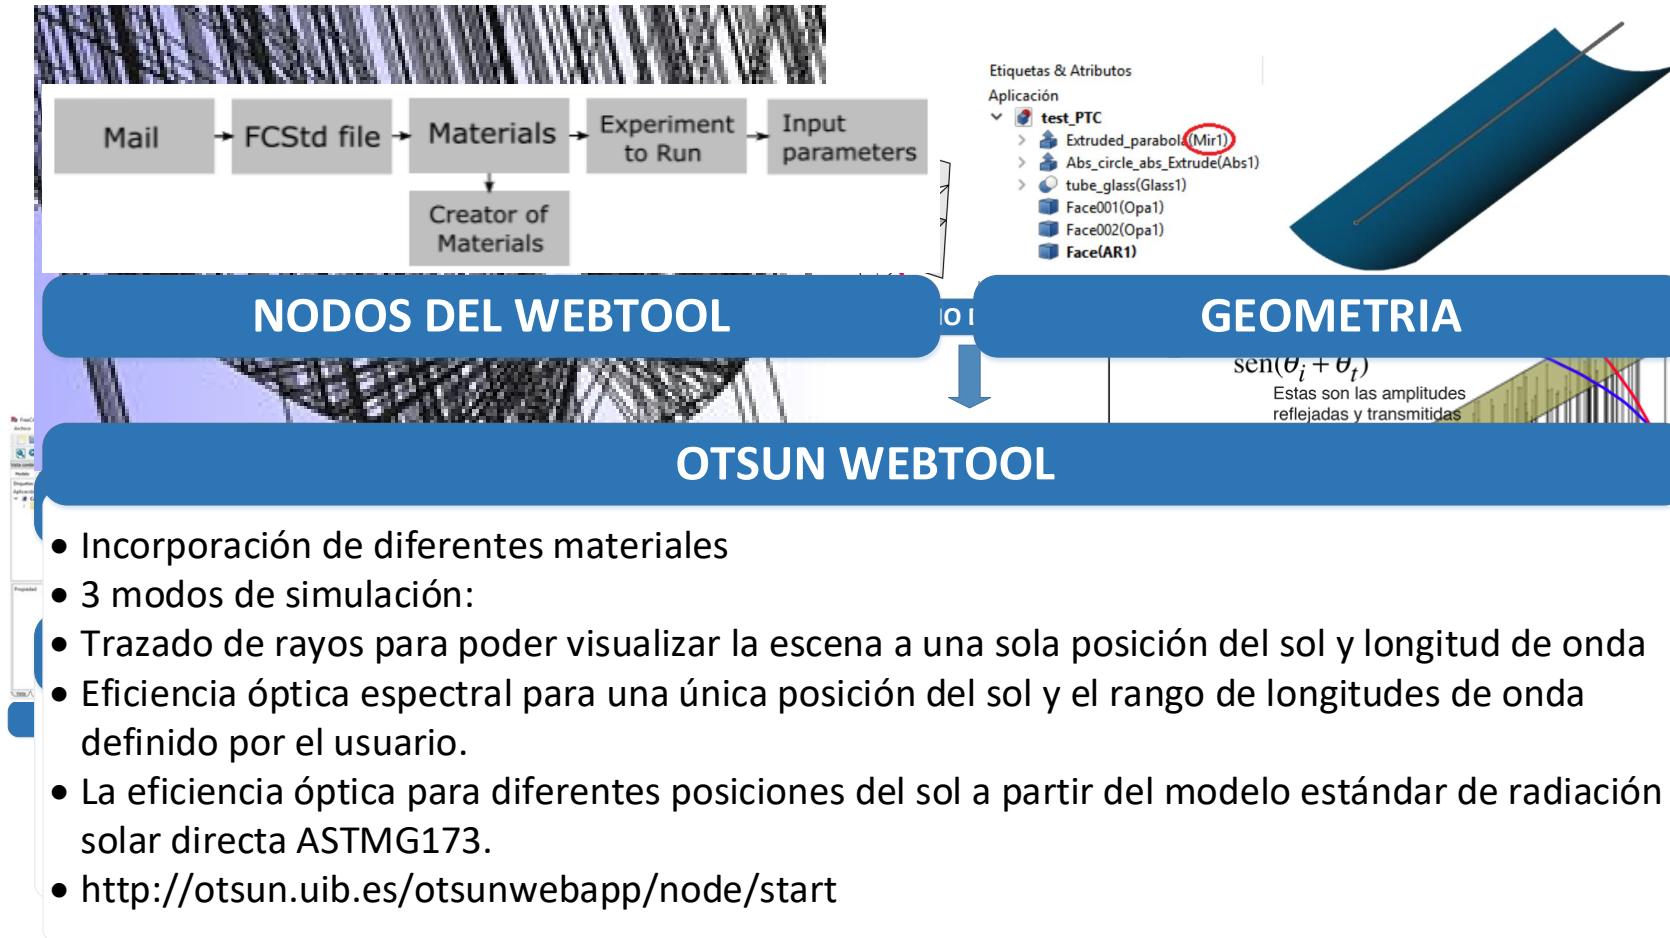 Mail
FCStd file
Materials
Experiment
to Run
Input
parameters
Creator of
Materials
Etiquetas & Atributos
Aplicación
test_PTC
Extruded_parabola(Mir1)
Abs_circle_abs_Extrude(Abs1)
tube_glass(Glass1)
Face001(Opa1)
Face002(Opa1)
Face(AR1)
NODOS DEL WEBTOOL
GEOMETRIA
sen(θi + θt)
Estas son las amplitudes
reflejadas y transmitidas
OTSUN WEBTOOL
• Incorporación de diferentes materiales
• 3 modos de simulación:
• Trazado de rayos para poder visualizar la escena a una sola posición del sol y longitud de onda
• Eficiencia óptica espectral para una única posición del sol y el rango de longitudes de onda
definido por el usuario.
• La eficiencia óptica para diferentes posiciones del sol a partir del modelo estándar de radiación
solar directa ASTMG173.
• http://otsun.uib.es/otsunwebapp/node/start